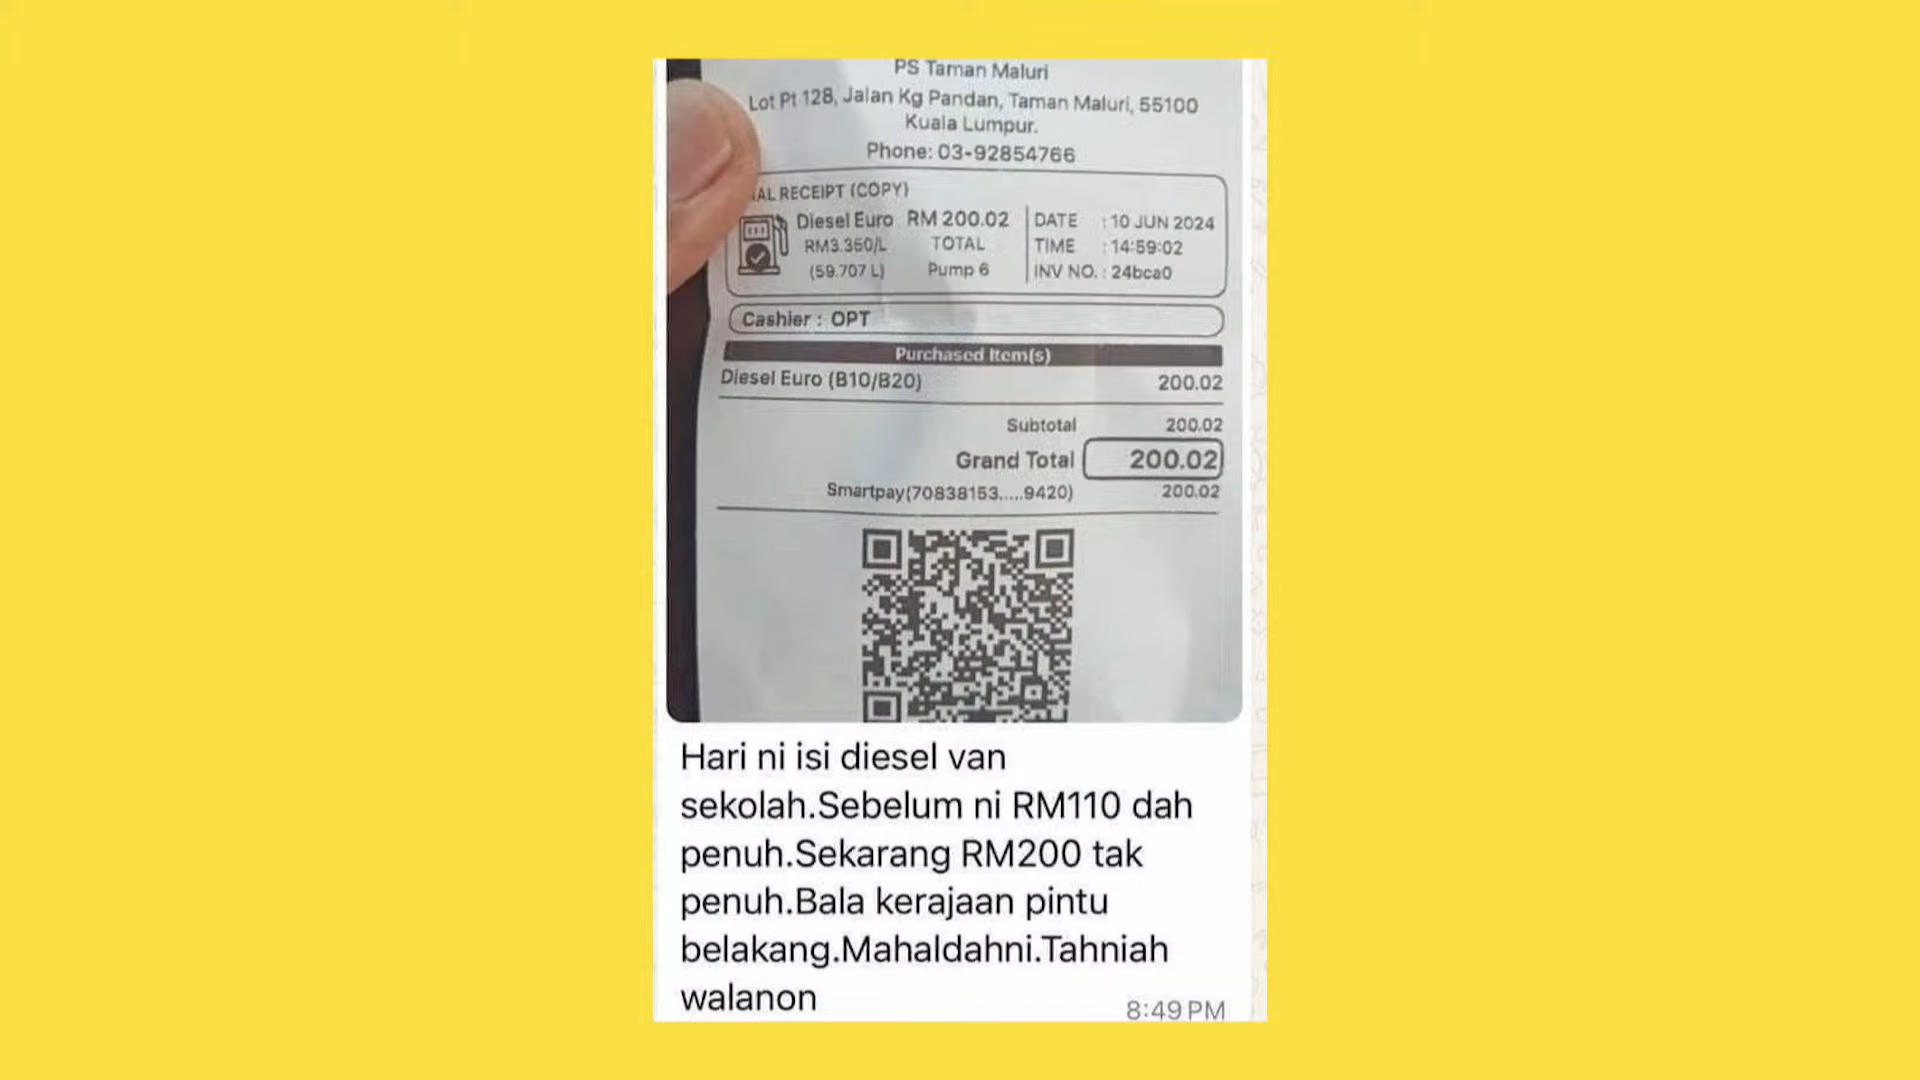 PS Taman Maluri
Lot Pt 128, Jalan Kg Pandan, Taman Maluri, 55100
Kuala Lumpur.
Phone: 03-92854766
AL RECEIPT (COPY)
Diesel Euro RM 200.02 DATE : 10 JUN 2024
RM3.350/L TOTAL TIME : 14:59:02
(59.707 L) Pump 6 INV NO. : 24bca0
Cashier : OPT
Purchased Item(s)
Diesel Euro (B10/B20) 200.02
Subtotal 200.02
Grand Total 200.02
Smartpay(70838153.....9420) 200.02
Hari ni isi diesel van
sekolah.Sebelum ni RM110 dah
penuh.Sekarang RM200 tak
penuh.Bala kerajaan pintu
belakang.Mahaldahni.Tahniah
walanon
8:49 PM